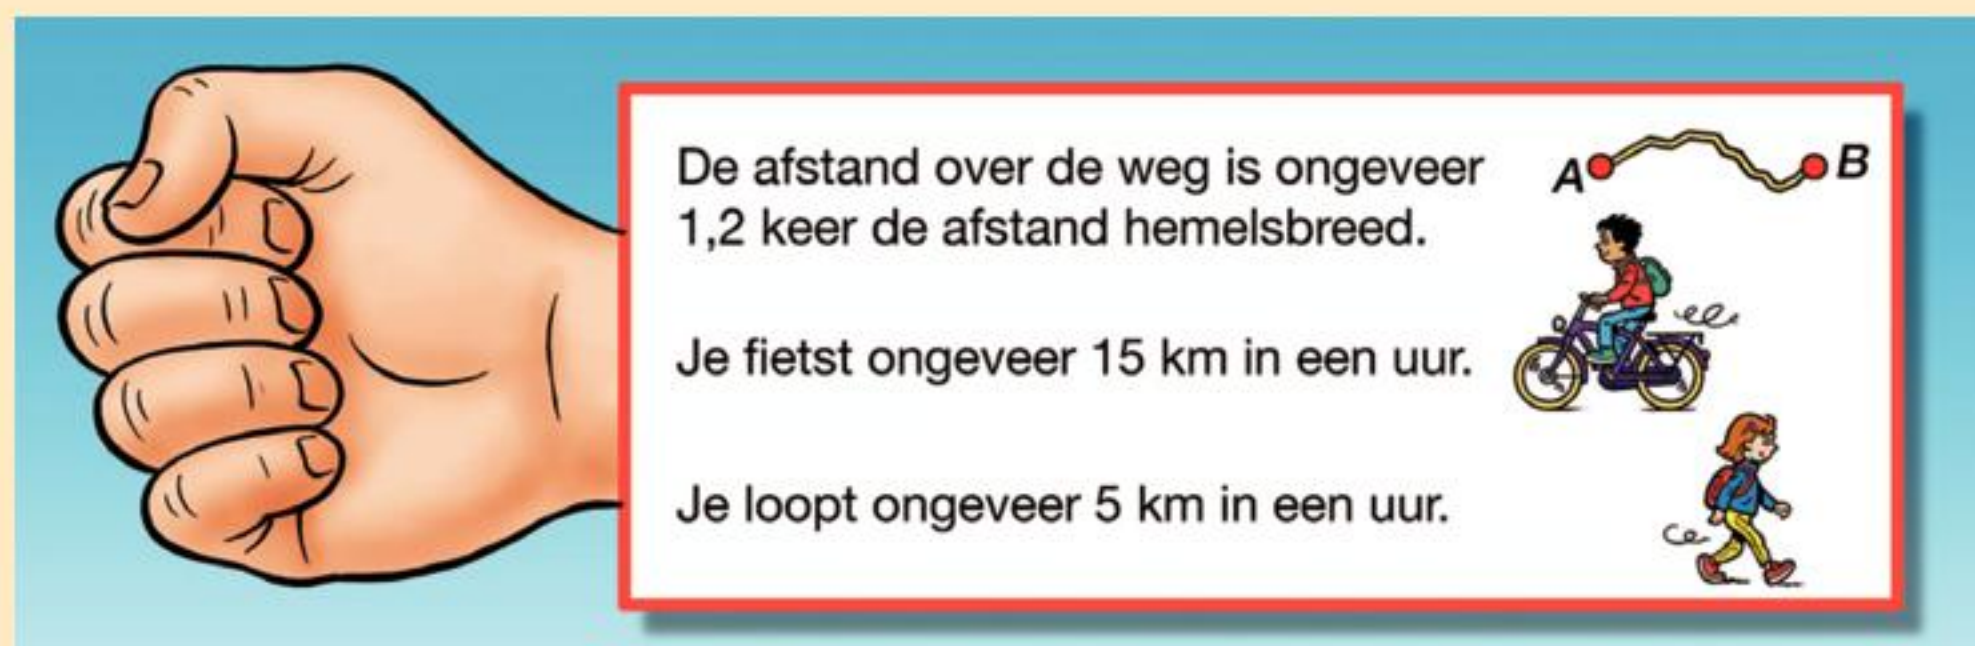 De afstand over de weg is ongeveer
1,2 keer de afstand hemelsbreed.
A B
Je fietst ongeveer 15 km in een uur.
Je loopt ongeveer 5 km in een uur.